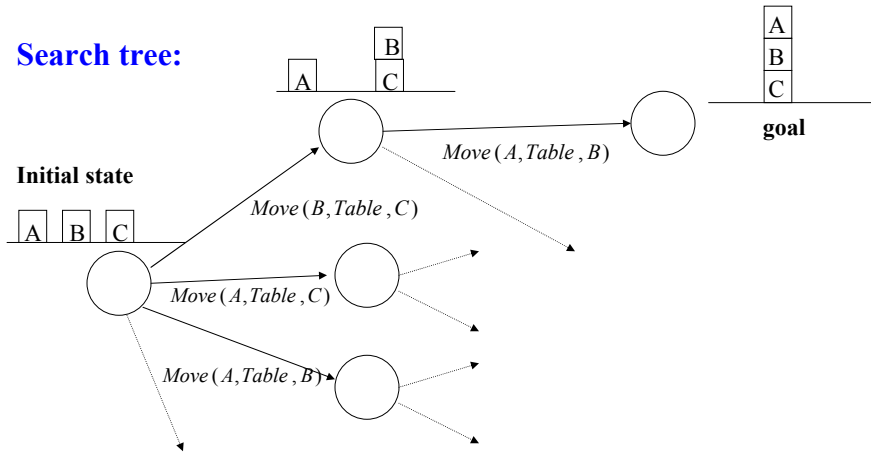 Search tree:
A
B
C
A
B
C
goal
Move(A,Table,B)
Initial state
A B C
Move(B,Table,C)
Move(A,Table,C)
Move(A,Table,B)